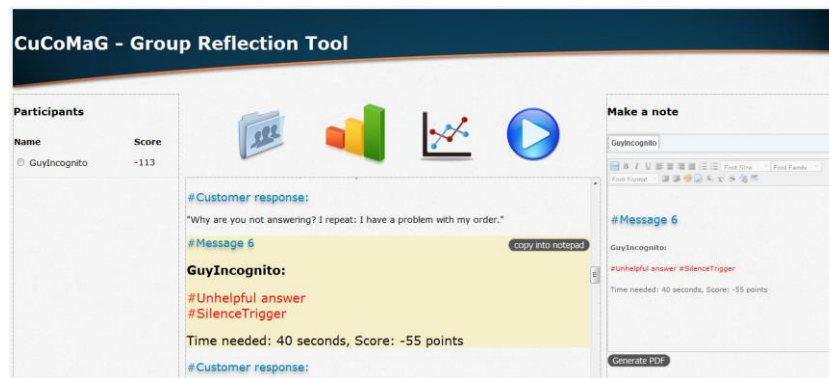 CuCoMaG - Group Reflection Tool
Participants
Name Score
GuyIncognito -113
#Customer response:
"Why are you not answering? I repeat: I have a problem with my order."
#Message 6
copy into notepad
GuyIncognito:
#Unhelpful answer
#SilenceTrigger
Time needed: 40 seconds, Score: -55 points
#Customer response:
Make a note
GuyIncognito
B I U Font Size Font Family
Font Format
#Message 6
GuyIncognito:
#Unhelpful answer #SilenceTrigger
Time needed: 40 seconds, Score: -55 points
Generate PDF